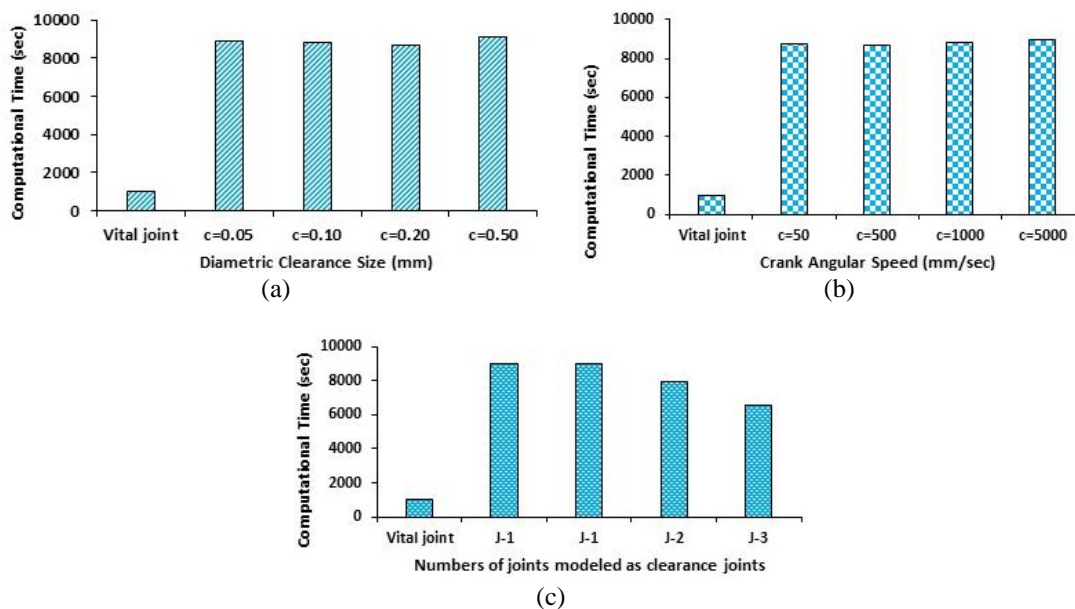 Computational Time (sec)
10000
8000
6000
4000
2000
0
Vital joint c=0.05 c=0.10 c=0.20 c=0.50
Diametric Clearance Size (mm)
(a)
Computational Time (sec)
10000
8000
6000
4000
2000
0
Vital joint c=50 c=500 c=1000 c=5000
Crank Angular Speed (mm/sec)
(b)
Computational Time (sec)
10000
8000
6000
4000
2000
0
Vital joint J-1 J-1 J-2 J-3
Numbers of joints modeled as clearance joints
(c)